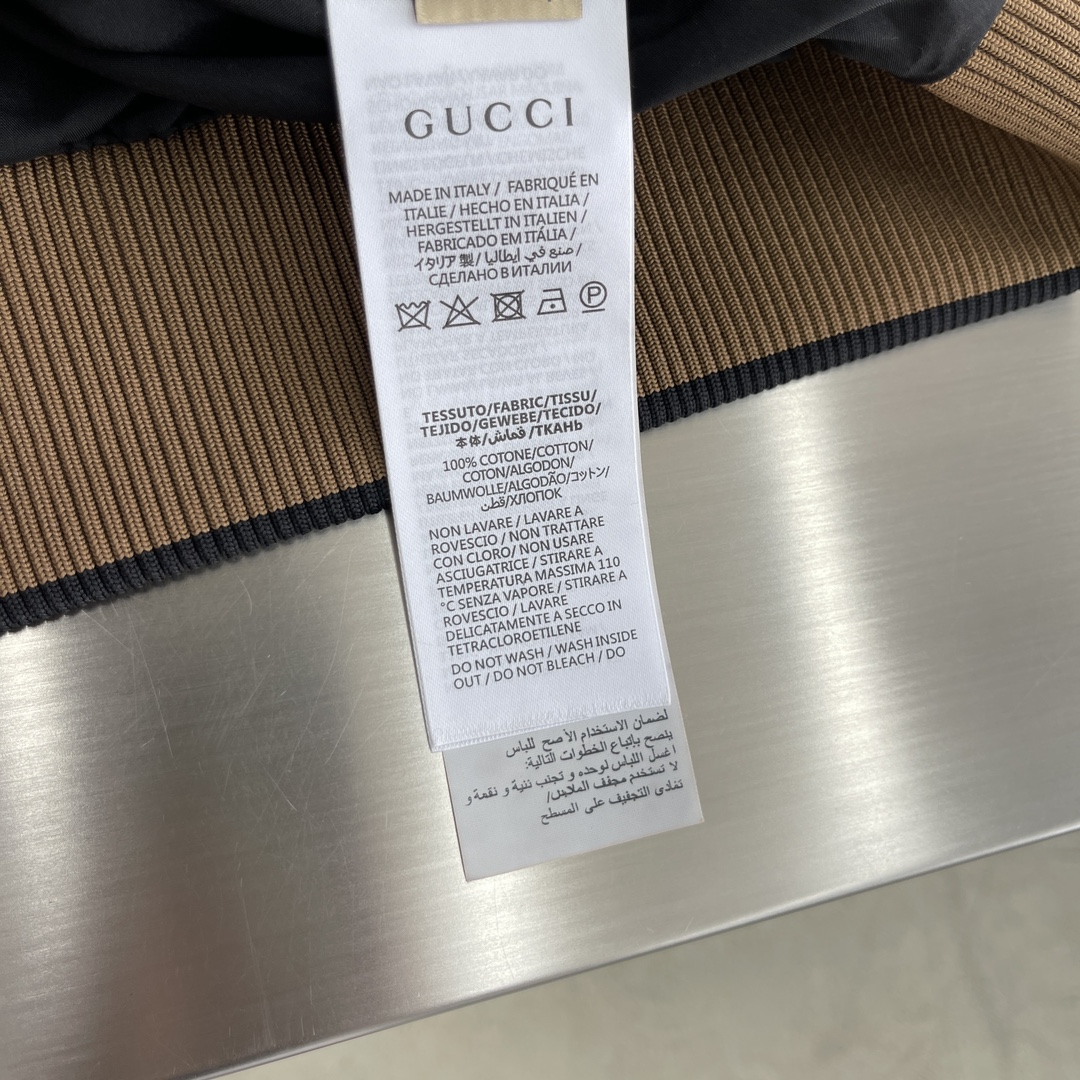 GUCCI
MADE IN ITALY / FABRIQUÉ EN
ITALIE / HECHO EN ITALIA /
HERGESTELLT IN ITALIEN /
FABRICADO EM ITÁLIA /
イタリア製 / صنع في إيطاليا /
СДЕЛАНО В ИТАЛИИ
P
TESSUTO/FABRIC/TISSU/
TEJIDO/GEWEBE/TECIDO/
本体/قماش/TKAHb
100% COTONE/COTTON/
COTON/ALGODON/
BAUMWOLLE/ALGODÃO/コットン/
قطن/ХЛОПОК
NON LAVARE / LAVARE A
ROVESCIO / NON TRATTARE
CON CLORO/ NON USARE
ASCIUGATRICE / STIRARE A
TEMPERATURA MASSIMA 110
°C SENZA VAPORE / STIRARE A
ROVESCIO / LAVARE
DELICATAMENTE A SECCO IN
TETRACLOROETILENE
DO NOT WASH / WASH INSIDE
OUT / DO NOT BLEACH / DO
لضمان الاستخدام الأصح للباس
يلصح بإتباع الخطوات التالية:
اغسل اللباس لوحده و تجنب تنية و نقمة و
لا تستخدم مجفف الملابس/
تفادى التجفيف على المسطح